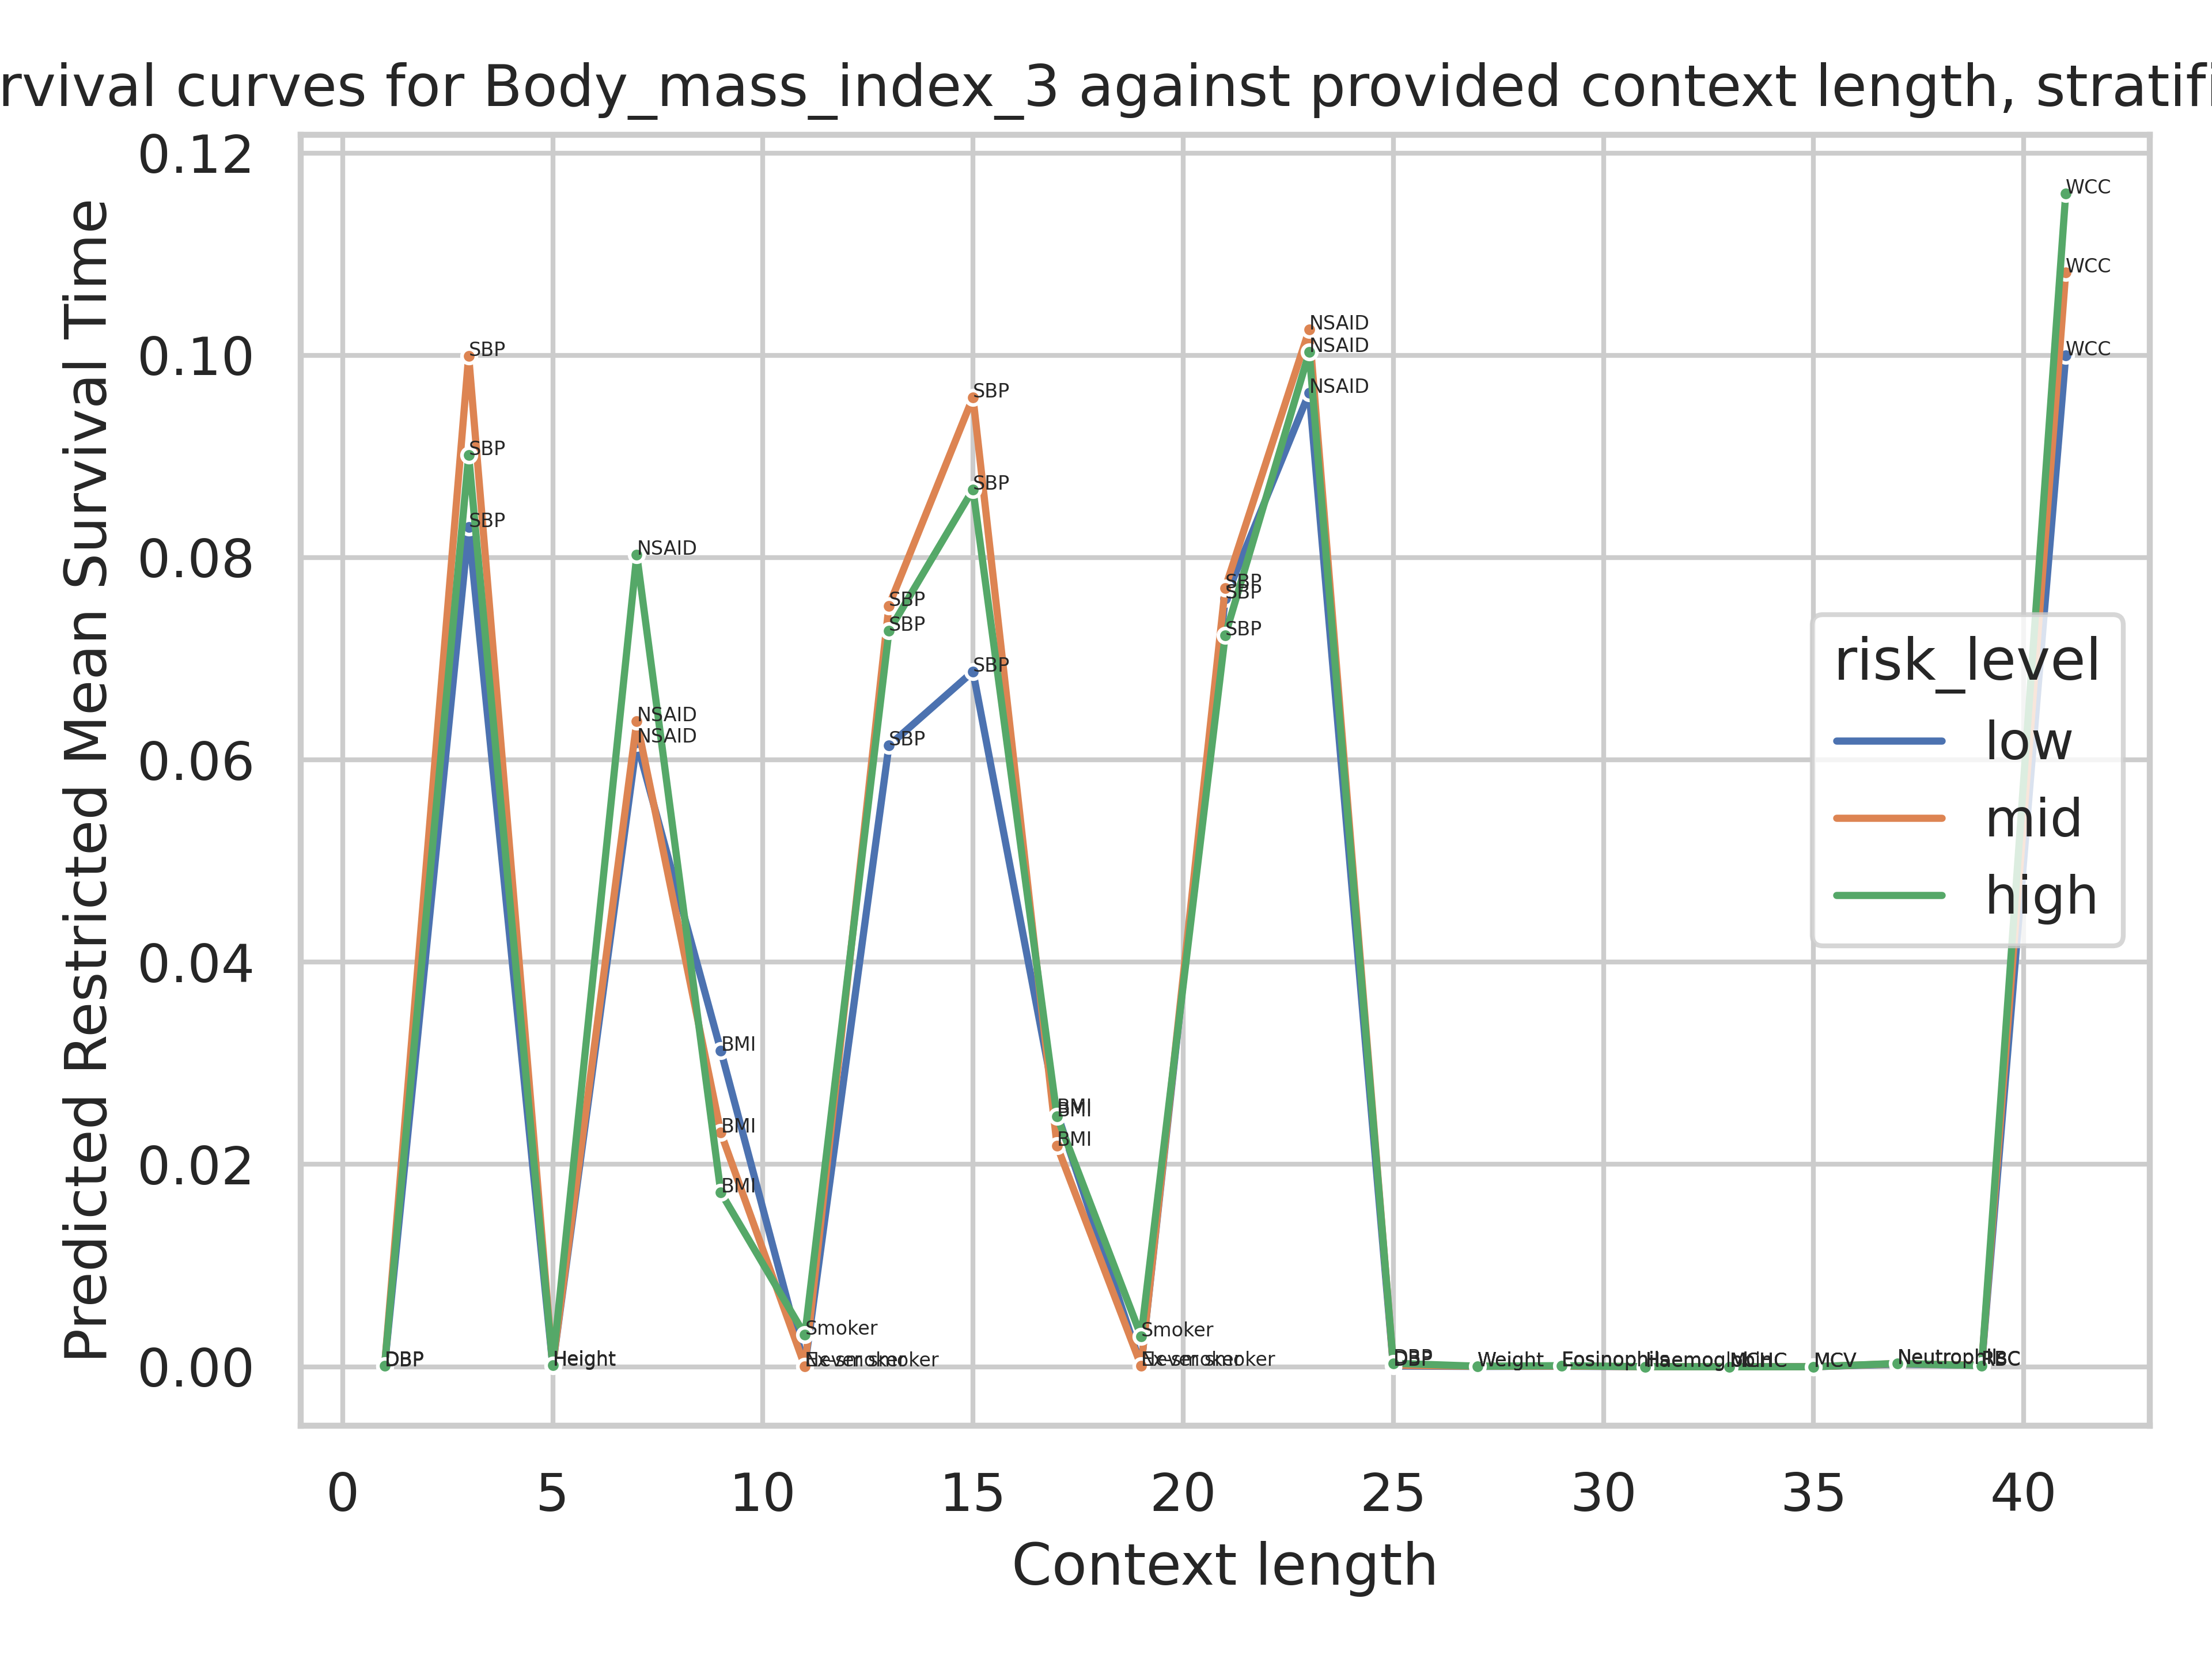 rvival curves for Body_mass_index_3 against provided context length, stratifi
Predicted Restricted Mean Survival Time
0.12
0.10
0.08
0.06
0.04
0.02
0.00
WCC
WCC
WCC
NSAID
NSAID
NSAID
SBP
SBP
SBP
SBP
SBP
SBP
NSAID
NSAID
NSAID
SBP
SBP
SBP
SBP
SBP
SBP
BMI
BMI
BMI
BMI
BMI
BMI
Smoker
Smoker
DBP
Height
DBP
Weight
Eosinophils
MCV
Neutrophils
RBC
risk_level
low
mid
high
0 5 10 15 20 25 30 35 40
Context length